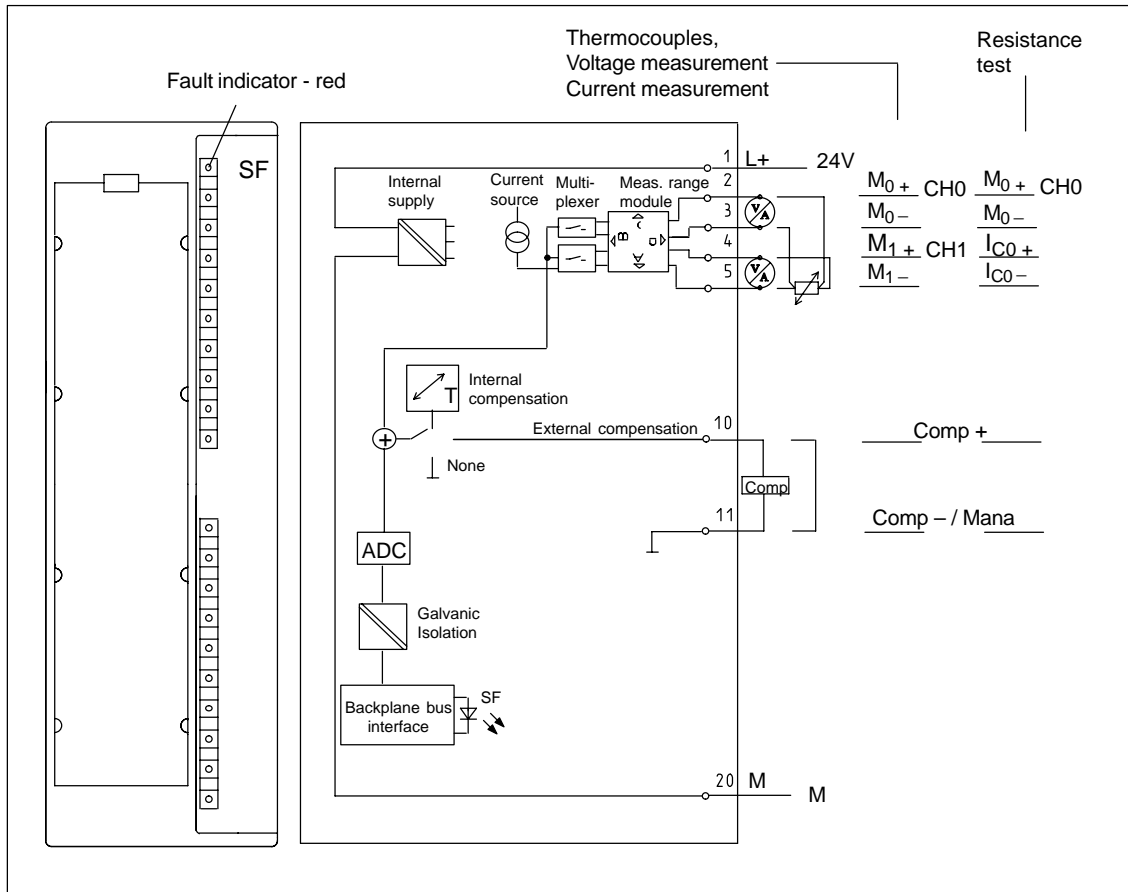 Thermocouples,
Voltage measurement
Current measurement
Resistance
test
Fault indicator - red
SF
1 L+ 24V
Internal
supply
Current
source
Multi-
plexer
Meas. range
module
2
3
4
5
A
B
C
D
V
A
V
A
M0 + CH0 M0 + CH0
M0 – M0 –
M1 + CH1 IC0 +
M1 – IC0 –
T
Internal
compensation
+
External compensation
10
Comp +
None
Comp
11
Comp – / Mana
ADC
Galvanic
Isolation
Backplane bus
interface
SF
20 M M